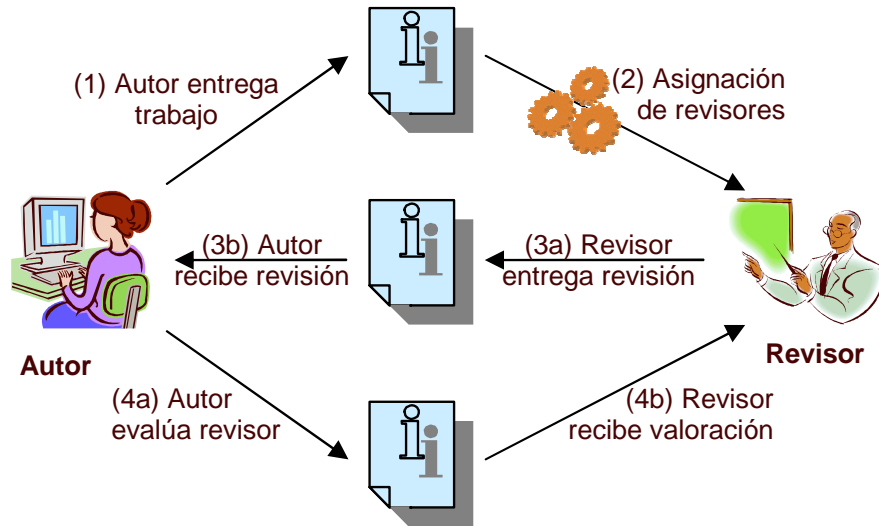 (1) Autor entrega
trabajo
(2) Asignación
de revisores
(3b) Autor
recibe revisión
(3a) Revisor
entrega revisión
Autor
Revisor
(4a) Autor
evalúa revisor
(4b) Revisor
recibe valoración